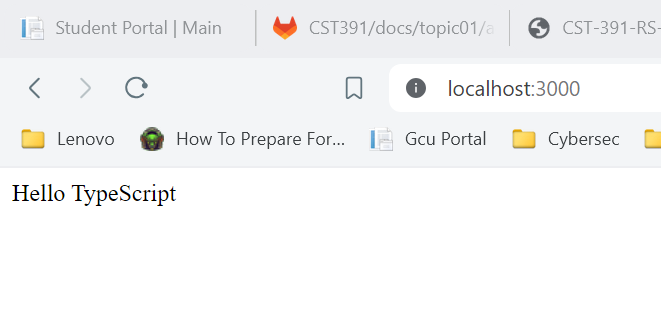 Student Portal | Main CST391/docs/topic01/a CST-391-RS-
localhost:3000
Lenovo How To Prepare For... Gcu Portal Cybersec
Hello TypeScript